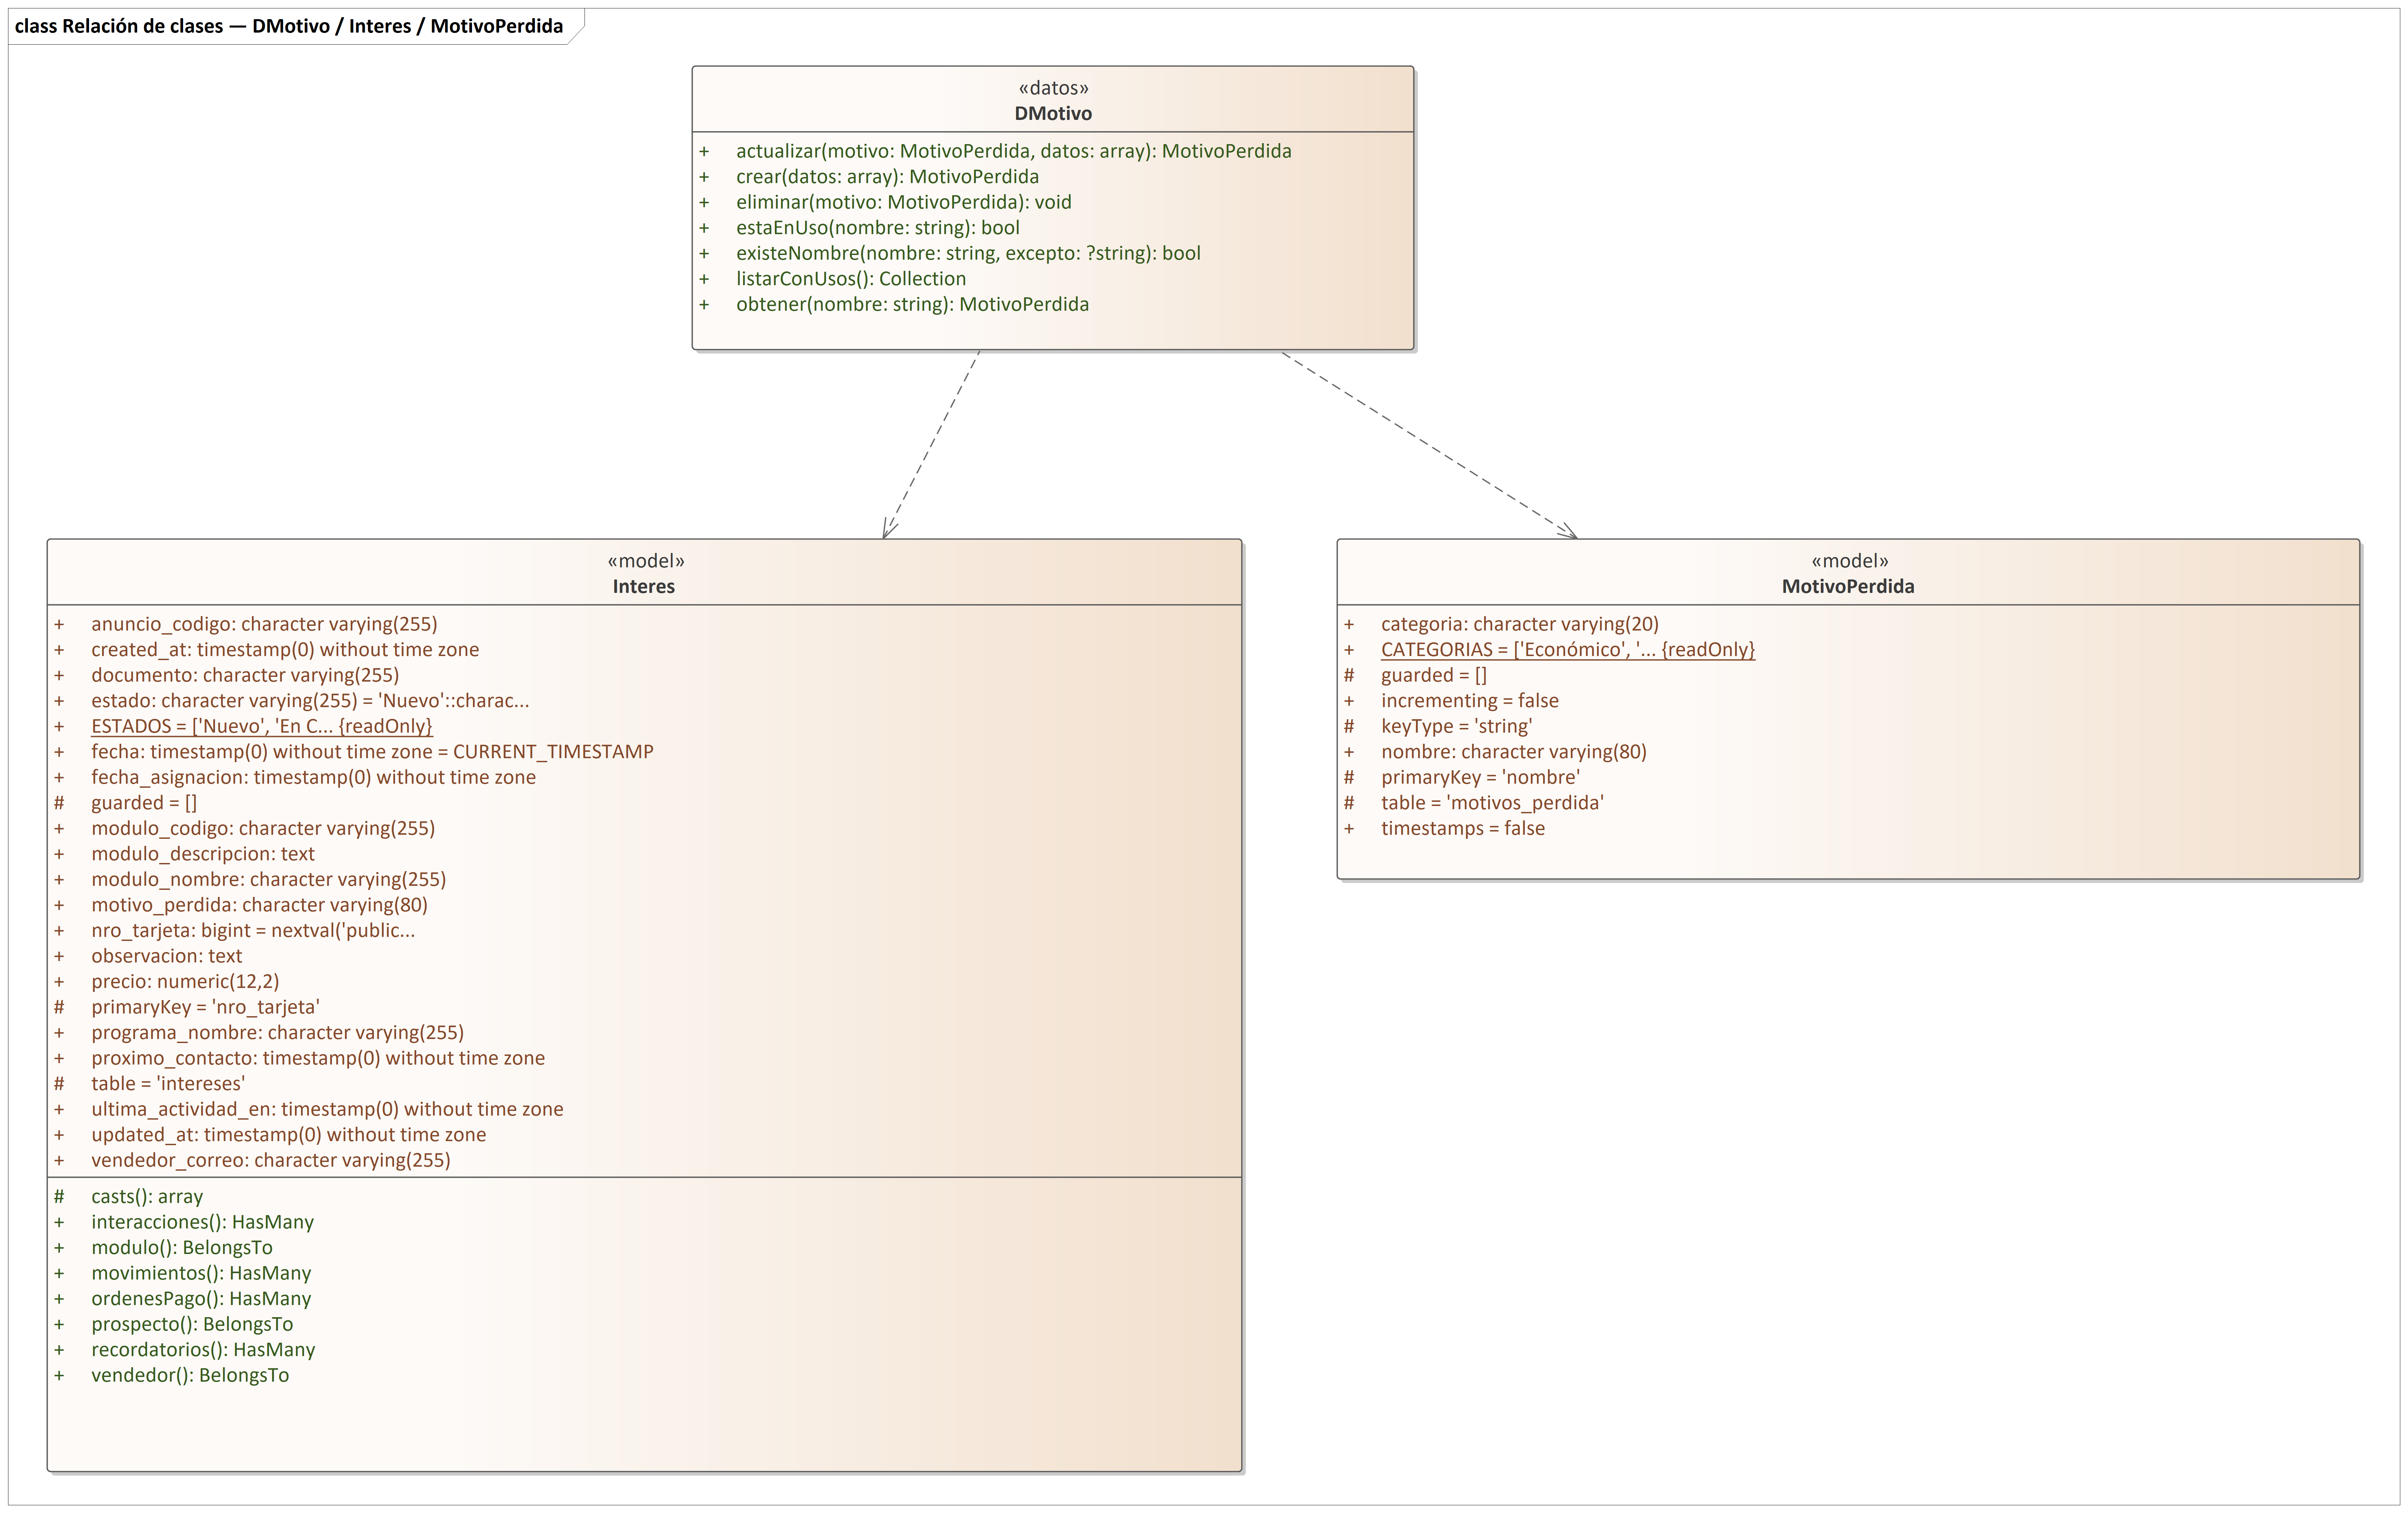 class Relación de clases — DMotivo / Interes / MotivoPerdida
«datos»
DMotivo
+ actualizar(motivo: MotivoPerdida, datos: array): MotivoPerdida
+ crear(datos: array): MotivoPerdida
+ eliminar(motivo: MotivoPerdida): void
+ estaEnUso(nombre: string): bool
+ existeNombre(nombre: string, excepto: ?string): bool
+ listarConUsos(): Collection
+ obtener(nombre: string): MotivoPerdida
«model»
Interes
+ anuncio_codigo: character varying(255)
+ created_at: timestamp(0) without time zone
+ documento: character varying(255)
+ estado: character varying(255) = 'Nuevo'::charac...
+ ESTADOS = ['Nuevo', 'En C... {readOnly}
+ fecha: timestamp(0) without time zone = CURRENT_TIMESTAMP
+ fecha_asignacion: timestamp(0) without time zone
# guarded = []
+ modulo_codigo: character varying(255)
+ modulo_descripcion: text
+ modulo_nombre: character varying(255)
+ motivo_perdida: character varying(80)
+ nro_tarjeta: bigint = nextval('public...
+ observacion: text
+ precio: numeric(12,2)
# primaryKey = 'nro_tarjeta'
+ programa_nombre: character varying(255)
+ proximo_contacto: timestamp(0) without time zone
# table = 'intereses'
+ ultima_actividad_en: timestamp(0) without time zone
+ updated_at: timestamp(0) without time zone
+ vendedor_correo: character varying(255)
# casts(): array
+ interacciones(): HasMany
+ modulo(): BelongsTo
+ movimientos(): HasMany
+ ordenesPago(): HasMany
+ prospecto(): BelongsTo
+ recordatorios(): HasMany
+ vendedor(): BelongsTo
«model»
MotivoPerdida
+ categoria: character varying(20)
+ CATEGORIAS = ['Económico', '... {readOnly}
# guarded = []
+ incrementing = false
# keyType = 'string'
+ nombre: character varying(80)
# primaryKey = 'nombre'
# table = 'motivos_perdida'
+ timestamps = false